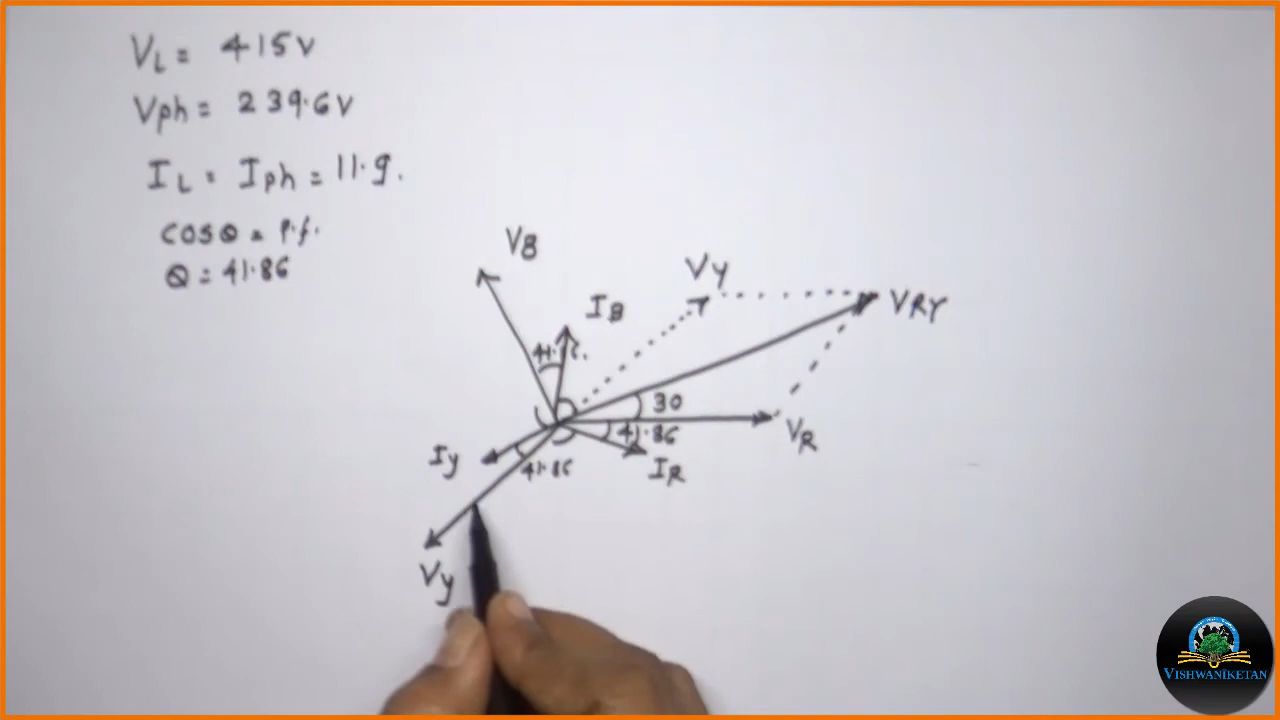 VL = 415V
Vph = 239.6V
IL = Iph = 11.9.
COSθ = P.f.
θ = 41.86
VB
VY
IB
VRY
30
41.86
VR
Iy
41.86
IR
Vy
VISHWANIKETAN